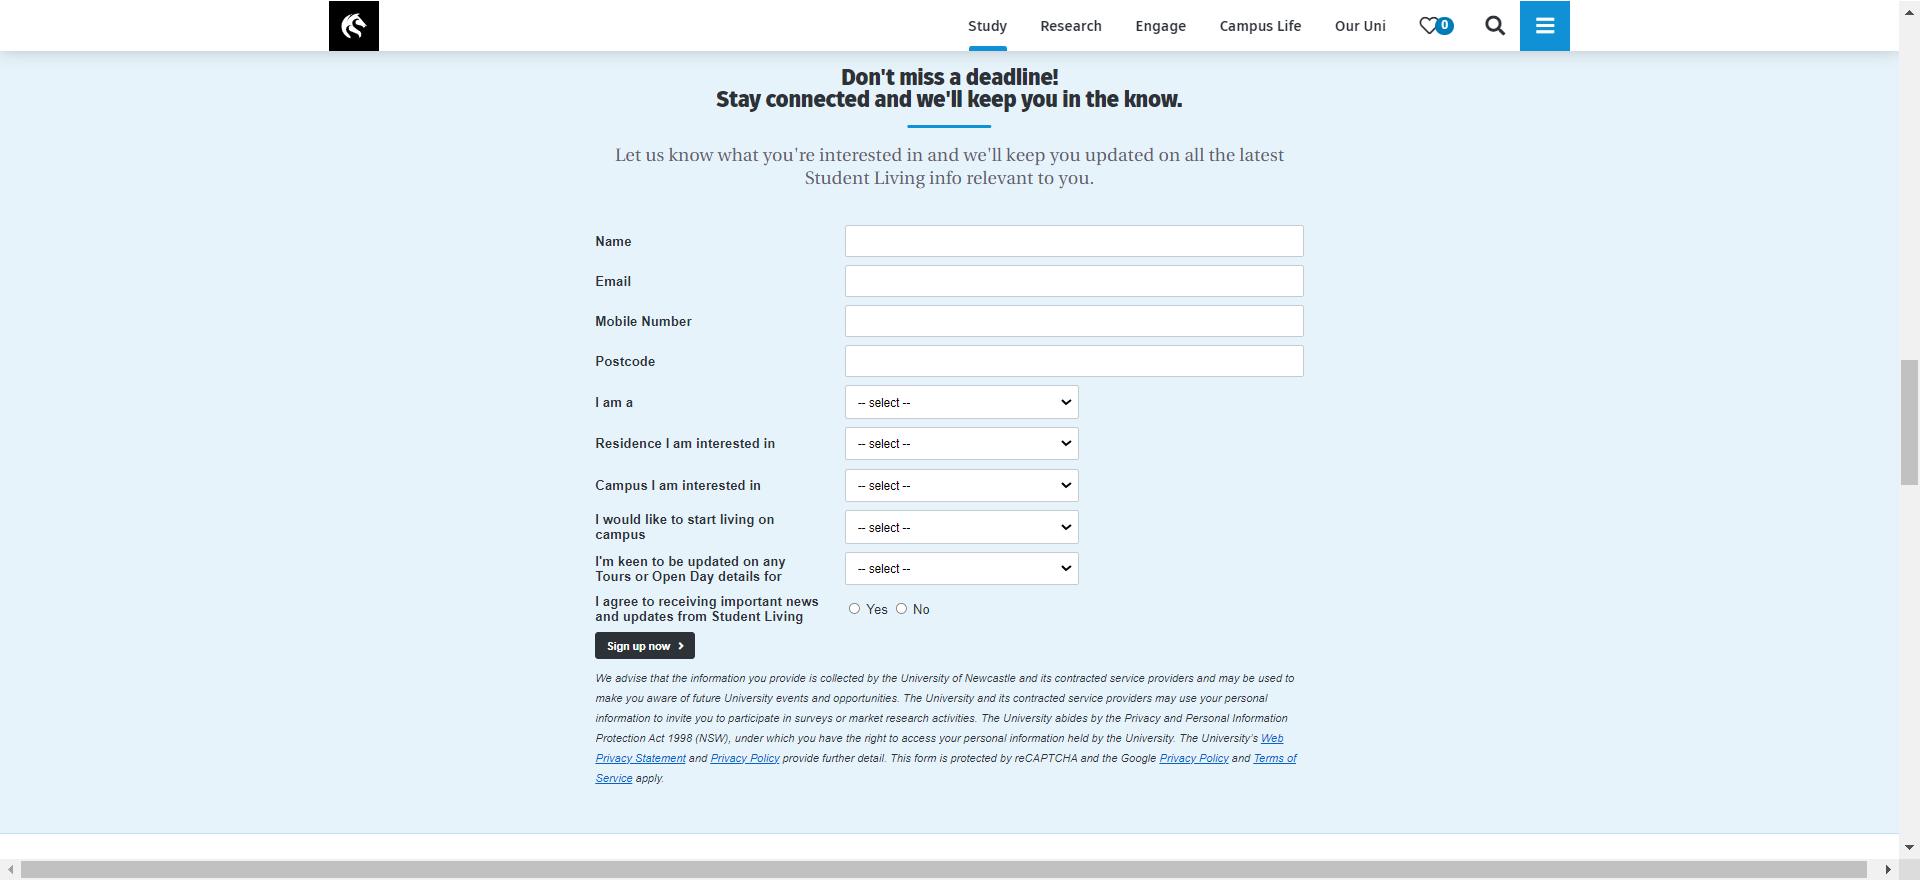 Study Research Engage Campus Life Our Uni 0
Don't miss a deadline!
Stay connected and we'll keep you in the know.
Let us know what you're interested in and we'll keep you updated on all the latest
Student Living info relevant to you.
Name
Email
Mobile Number
Postcode
I am a -- select --
Residence I am interested in -- select --
Campus I am interested in -- select --
I would like to start living on
campus -- select --
I'm keen to be updated on any
Tours or Open Day details for -- select --
I agree to receiving important news
and updates from Student Living Yes No
Sign up now
We advise that the information you provide is collected by the University of Newcastle and its contracted service providers and may be used to
make you aware of future University events and opportunities. The University and its contracted service providers may use your personal
information to invite you to participate in surveys or market research activities. The University abides by the Privacy and Personal Information
Protection Act 1998 (NSW), under which you have the right to access your personal information held by the University. The University's Web
Privacy Statement and Privacy Policy provide further detail. This form is protected by reCAPTCHA and the Google Privacy Policy and Terms of
Service apply.